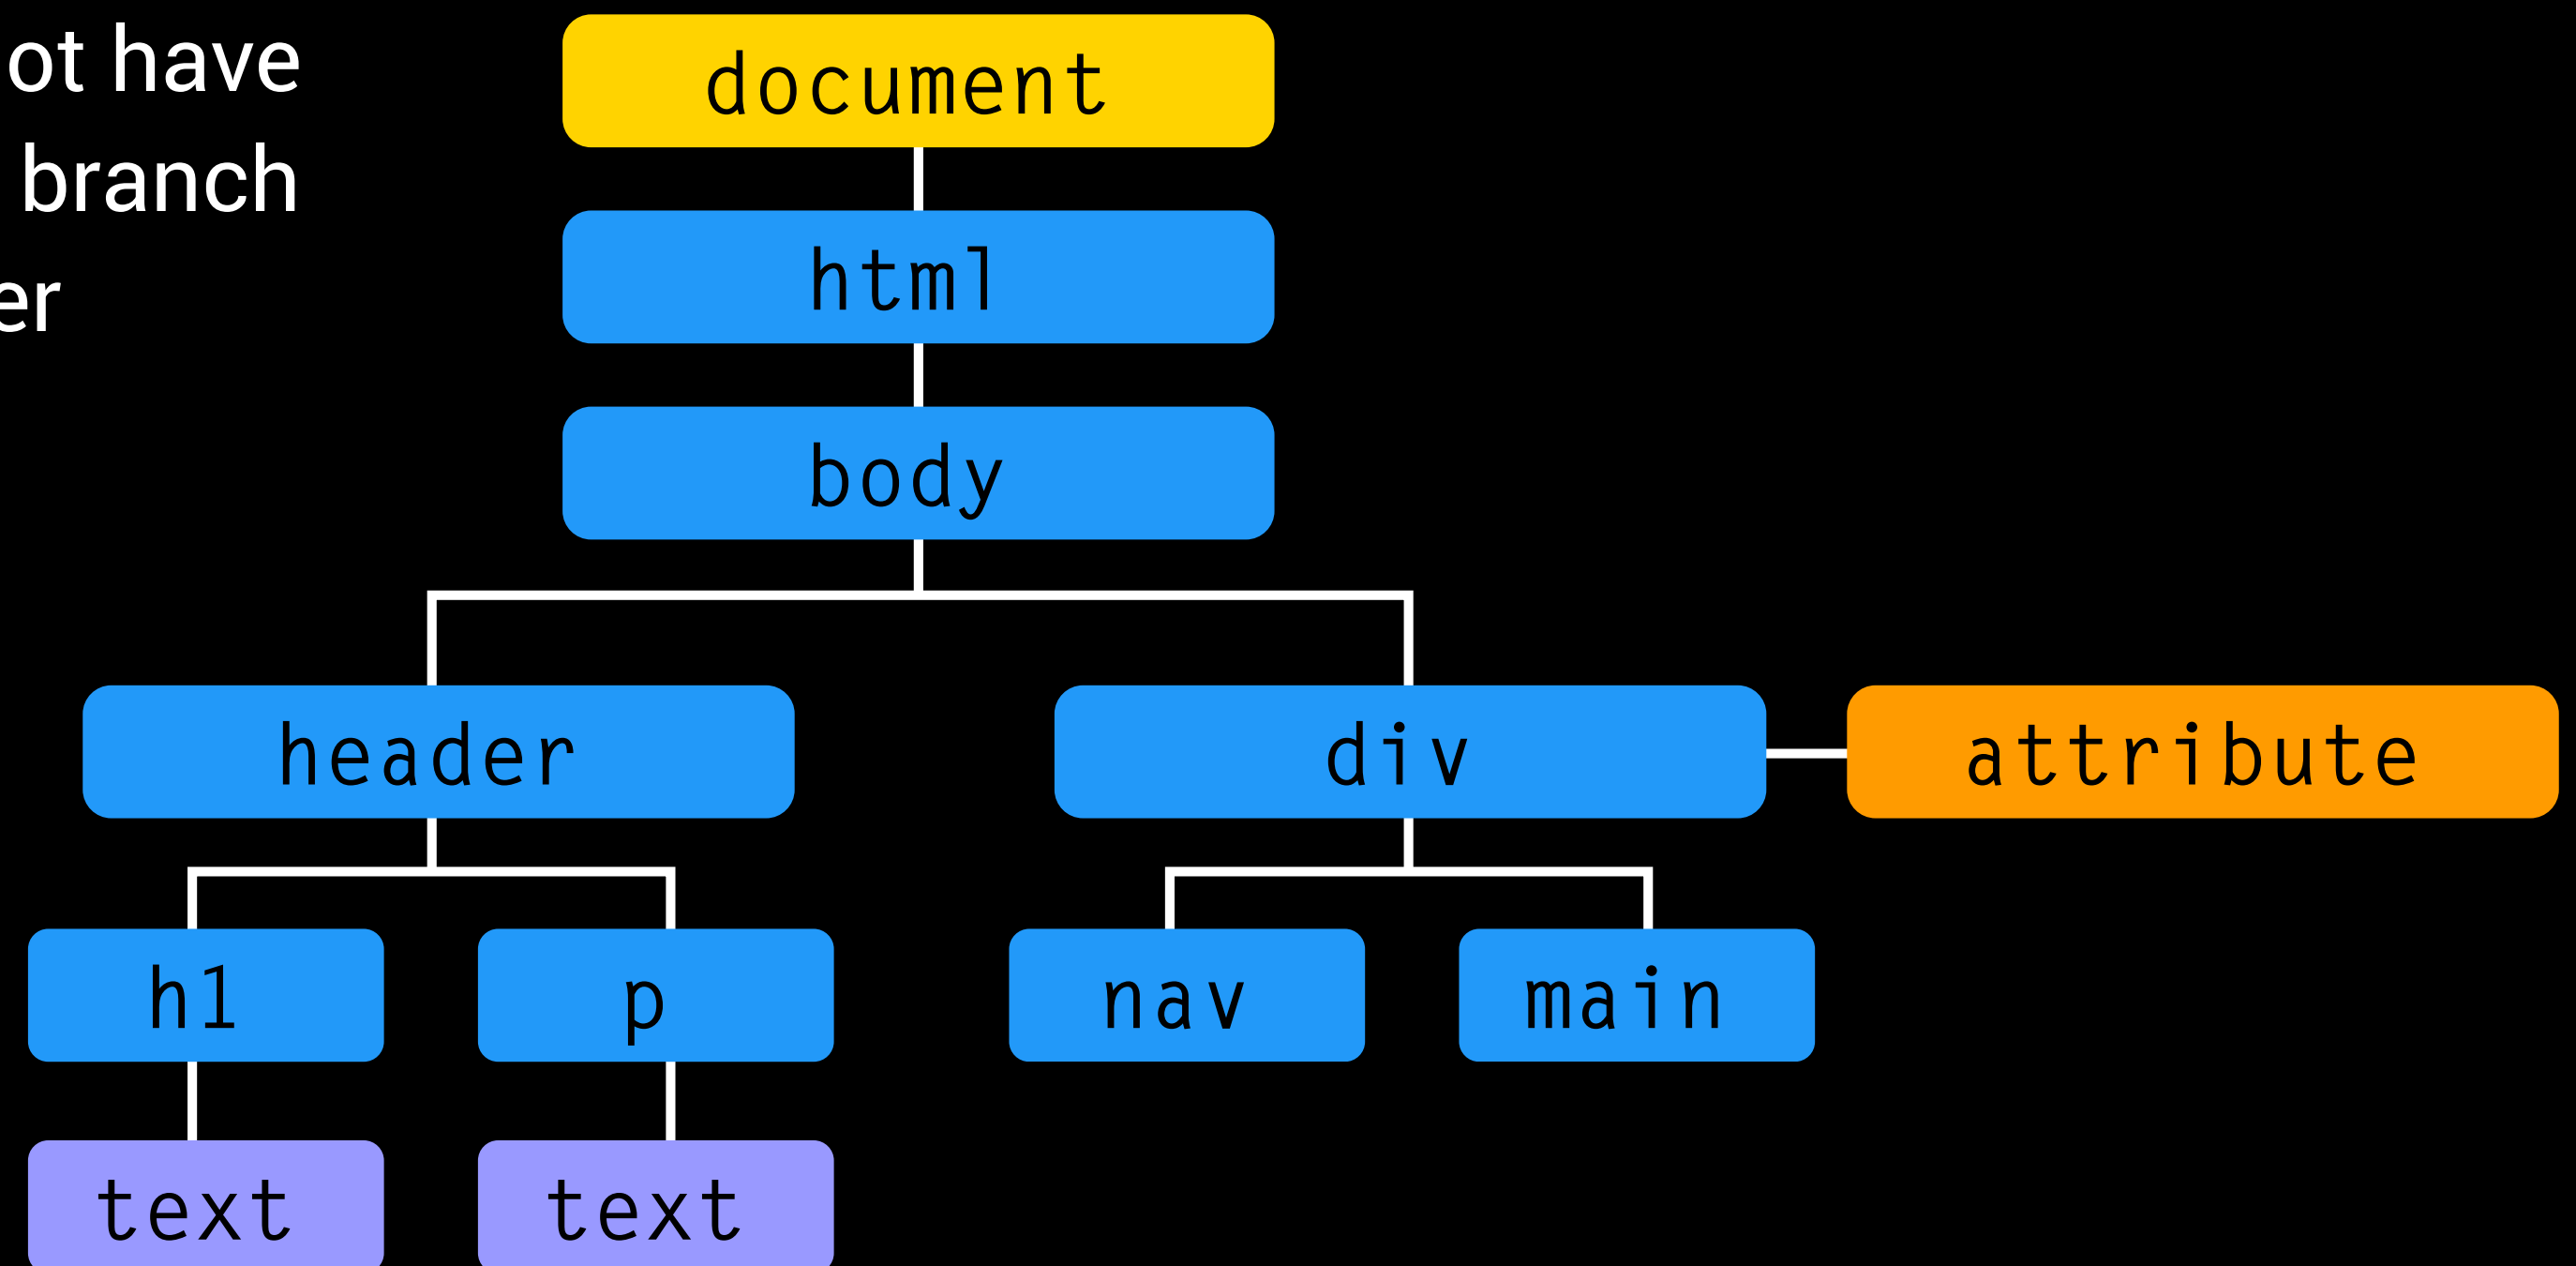 ot have
branch
er
document
html
body
header
div
attribute
h1
p
nav
main
text
text